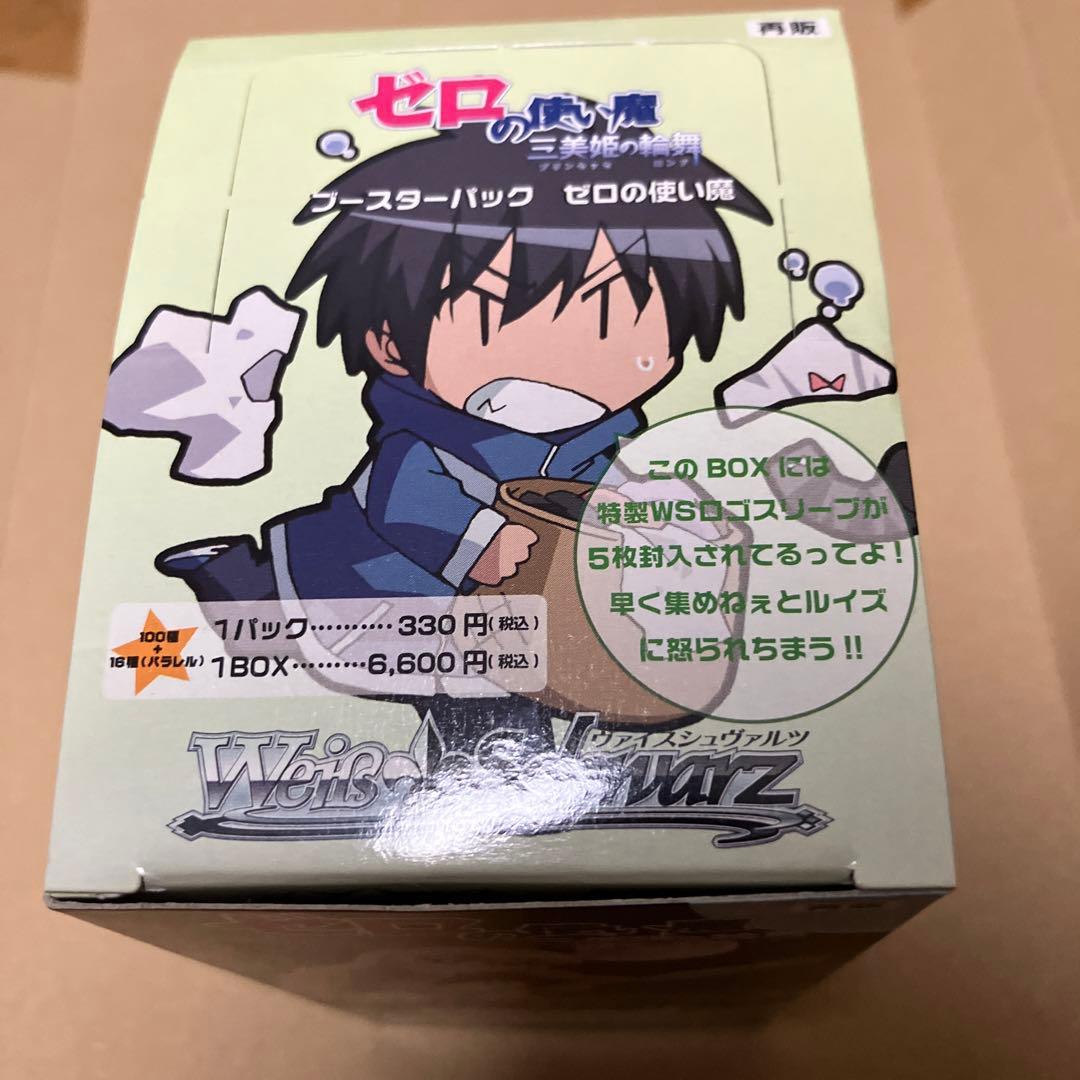 再販
ゼロの使い魔
三美姫の輪舞
プリンセッセ ロンド
ブースターパック ゼロの使い魔
このBOXには
特製WSロゴスリーブが
5枚封入されてるってよ!
早く集めねぇとルイズ
に怒られちまう!!
100種
+
16種(パラレル)
1パック………‥330円(税込)
1BOX………6,600円(税込)
ヴァイスシュヴァルツ
Weiß Schwarz